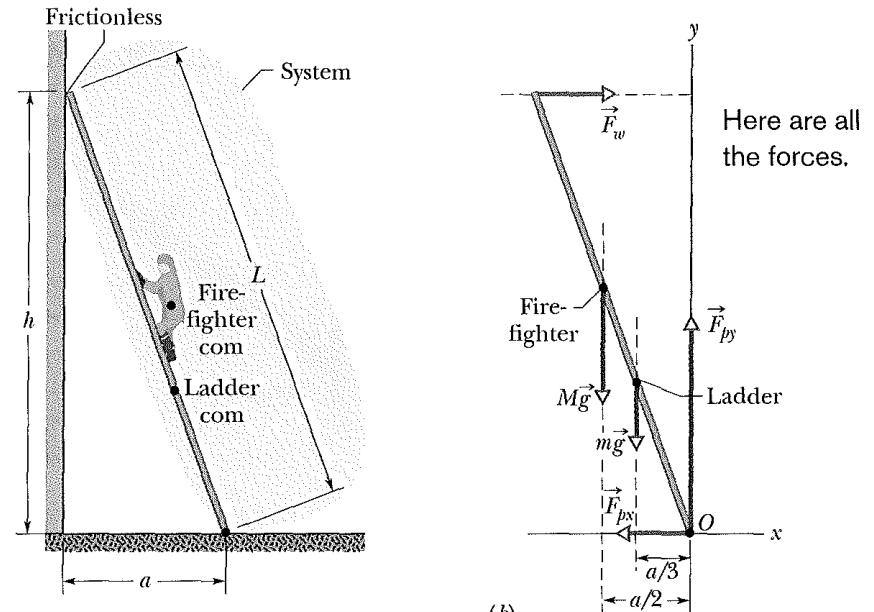 Frictionless
System
L
h
Fire-
fighter
com
Ladder
com
a
y
F_w
Here are all
the forces.
Fire-
fighter
F_py
Mg
Ladder
mg
F_px
O
x
a/3
a/2